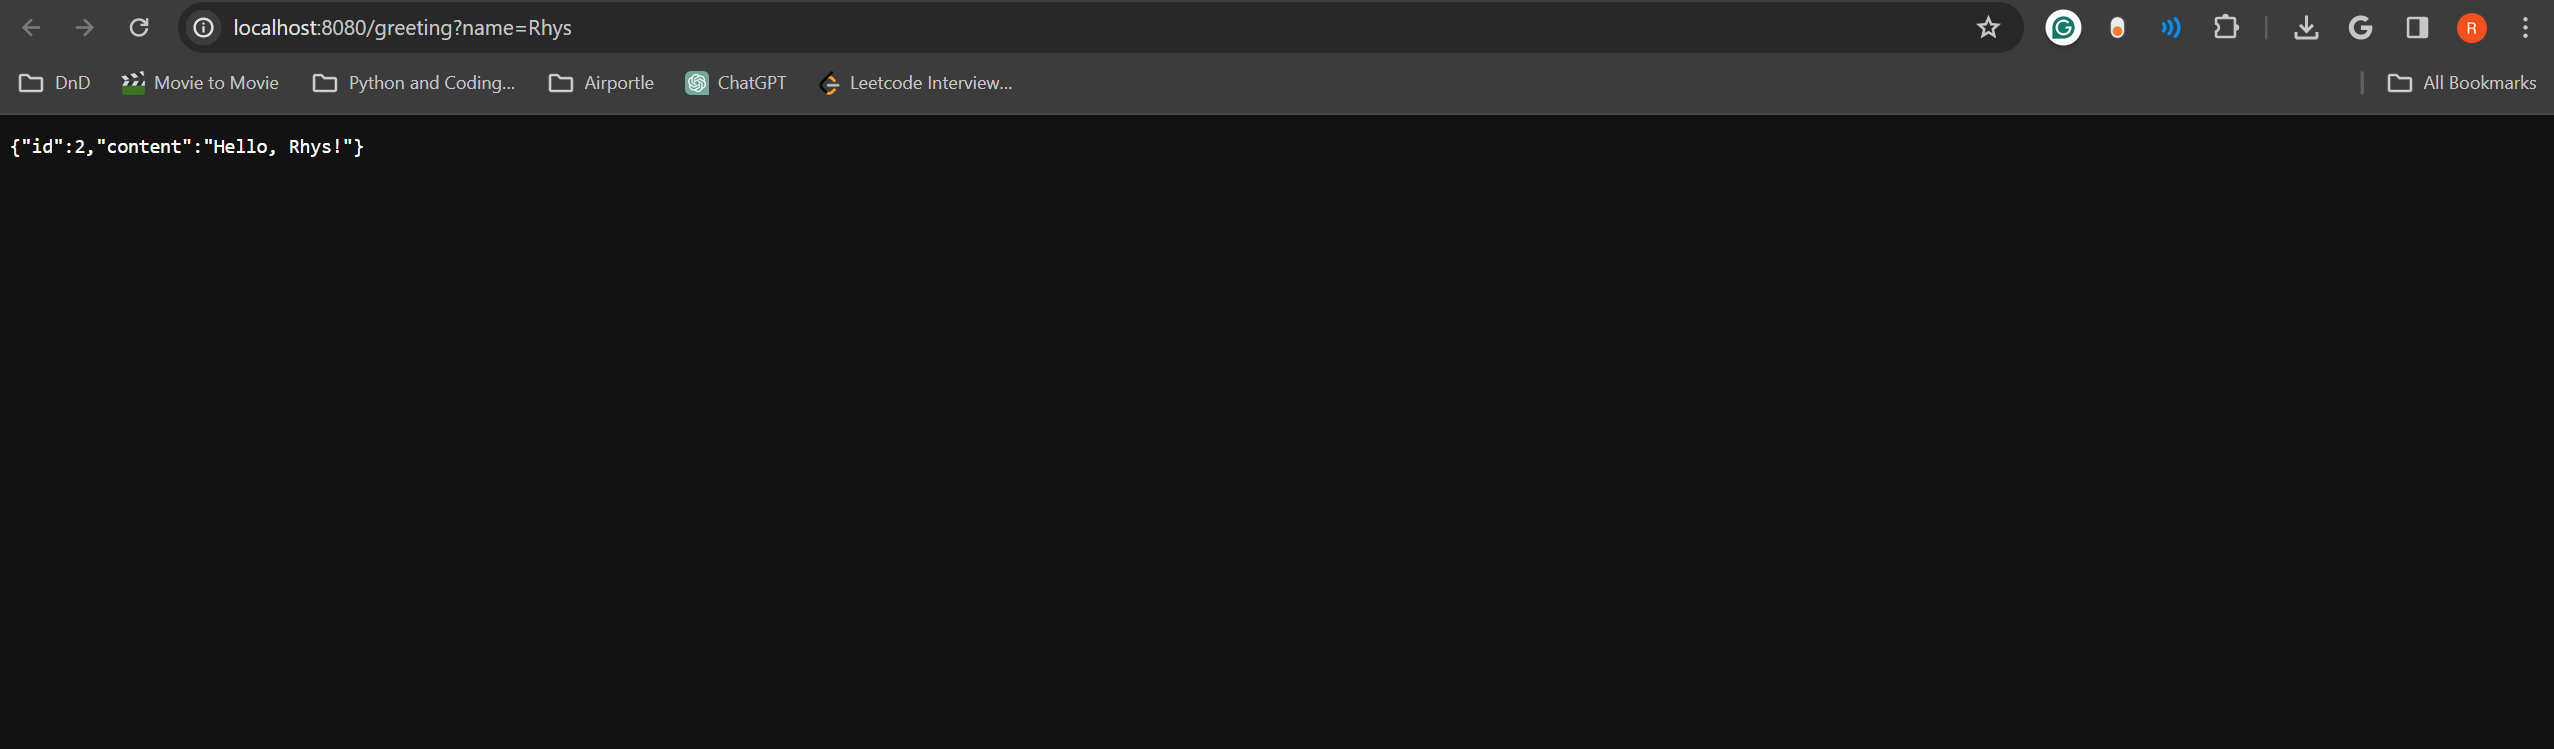 localhost:8080/greeting?name=Rhys
R
DnD Movie to Movie Python and Coding... Airportle ChatGPT Leetcode Interview... All Bookmarks
{"id":2,"content":"Hello, Rhys!"}